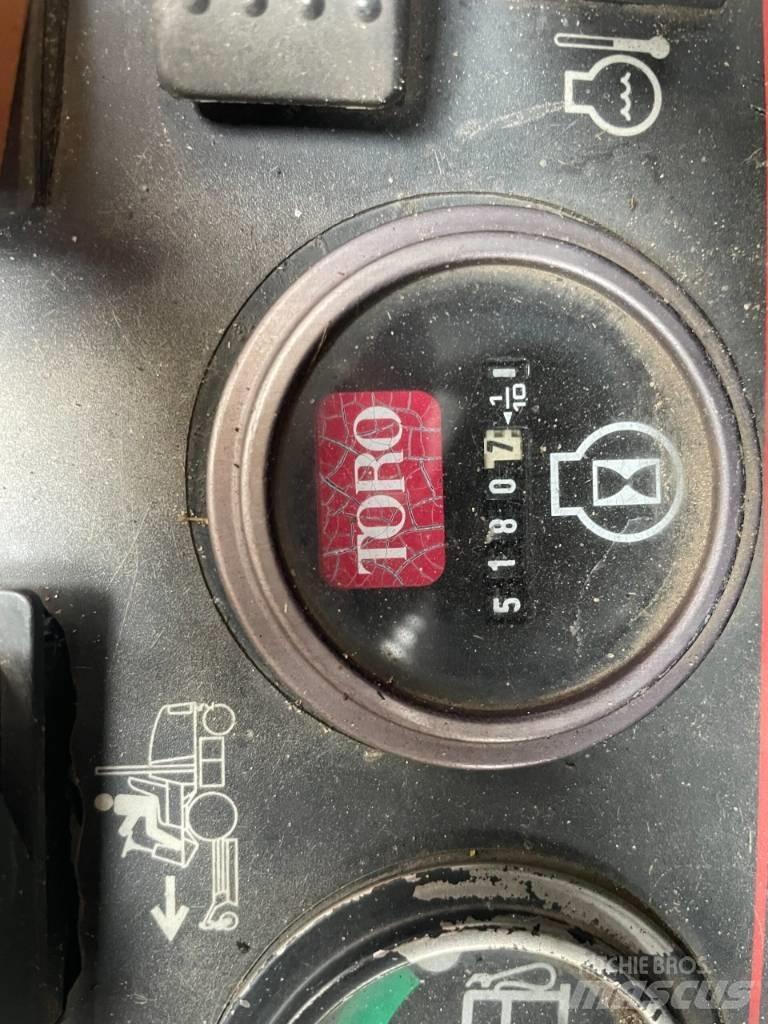 TORO
51807
1/10
RITCHIE BROS.
mascus